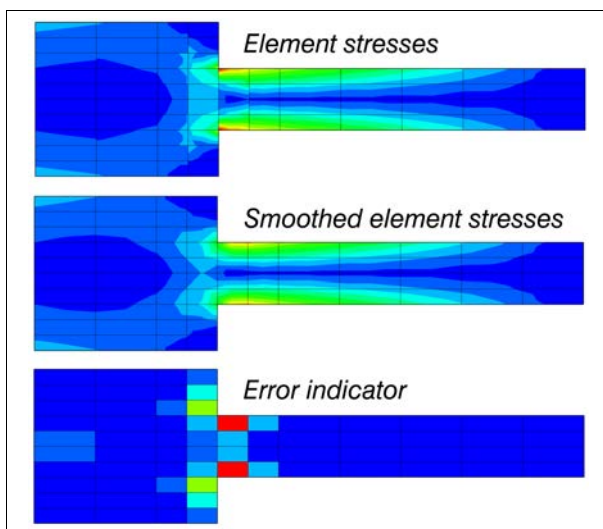 Element stresses
Smoothed element stresses
Error indicator